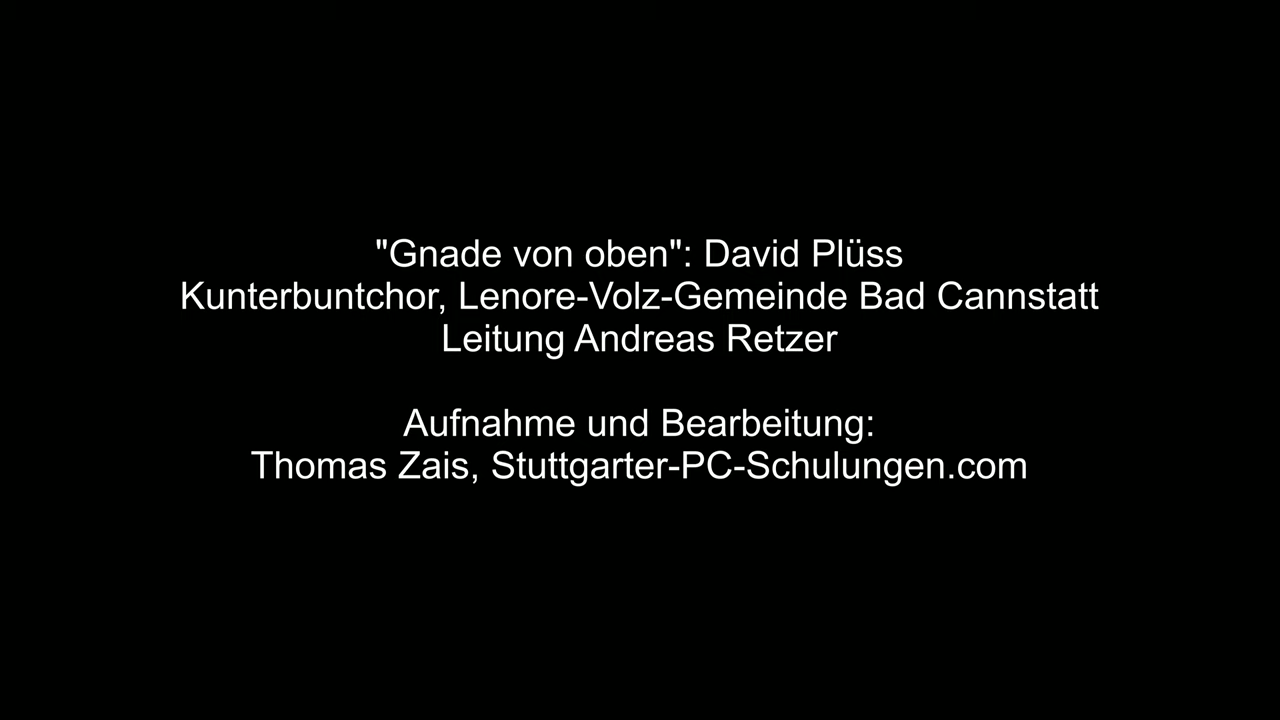 "Gnade von oben": David Plüss
Kunterbuntchor, Lenore-Volz-Gemeinde Bad Cannstatt
Leitung Andreas Retzer
Aufnahme und Bearbeitung:
Thomas Zais, Stuttgarter-PC-Schulungen.com